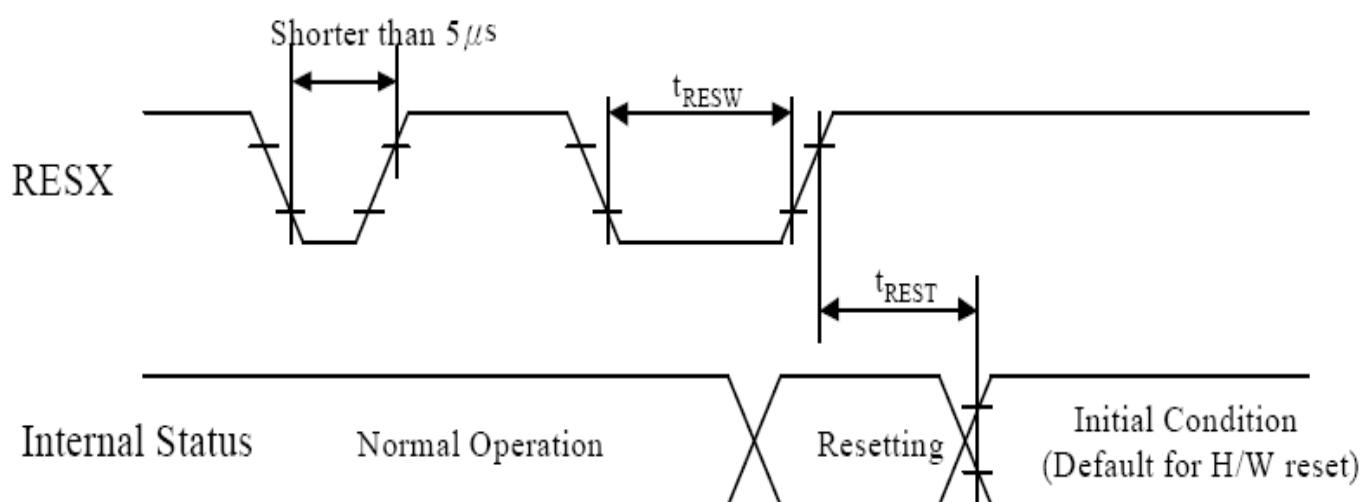 Shorter than 5μs
tRESW
RESX
tREST
Internal Status
Normal Operation
Resetting
Initial Condition
(Default for H/W reset)